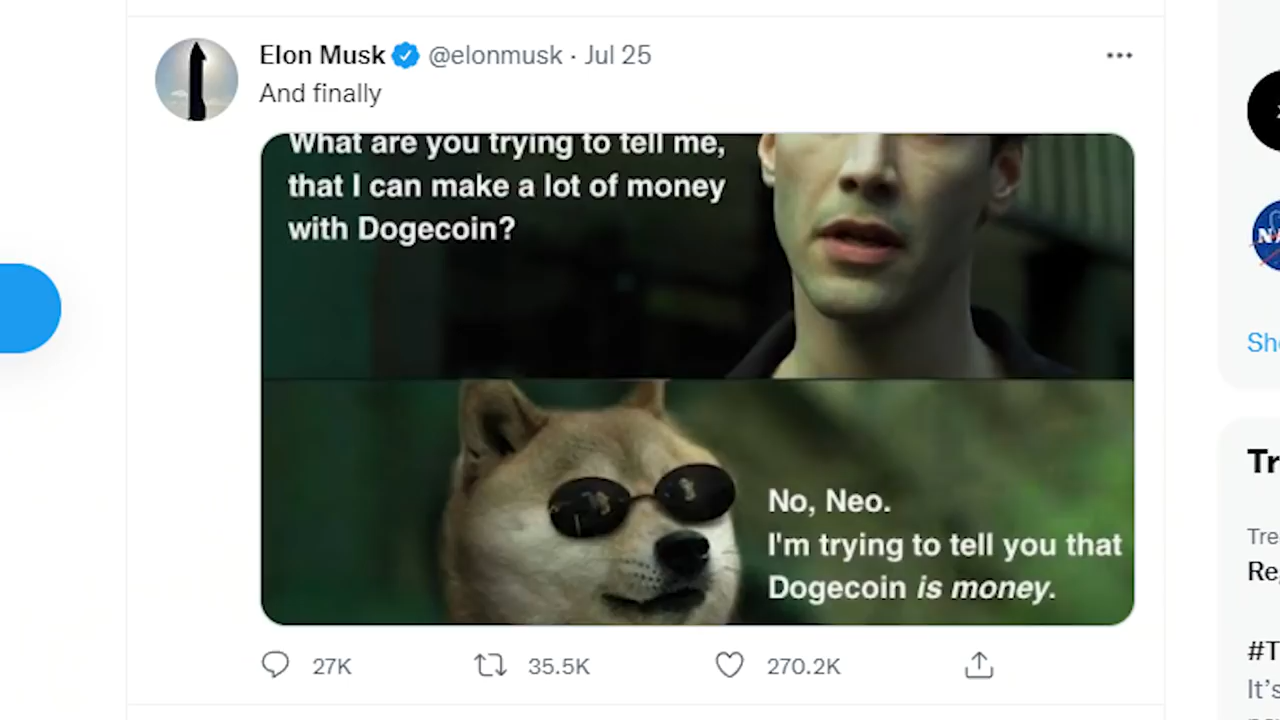 Elon Musk @elonmusk · Jul 25
And finally
What are you trying to tell me,
that I can make a lot of money
with Dogecoin?
No, Neo.
I'm trying to tell you that
Dogecoin is money.
27K 35.5K 270.2K
Sh
Tr
Tre
Re
#T
It's